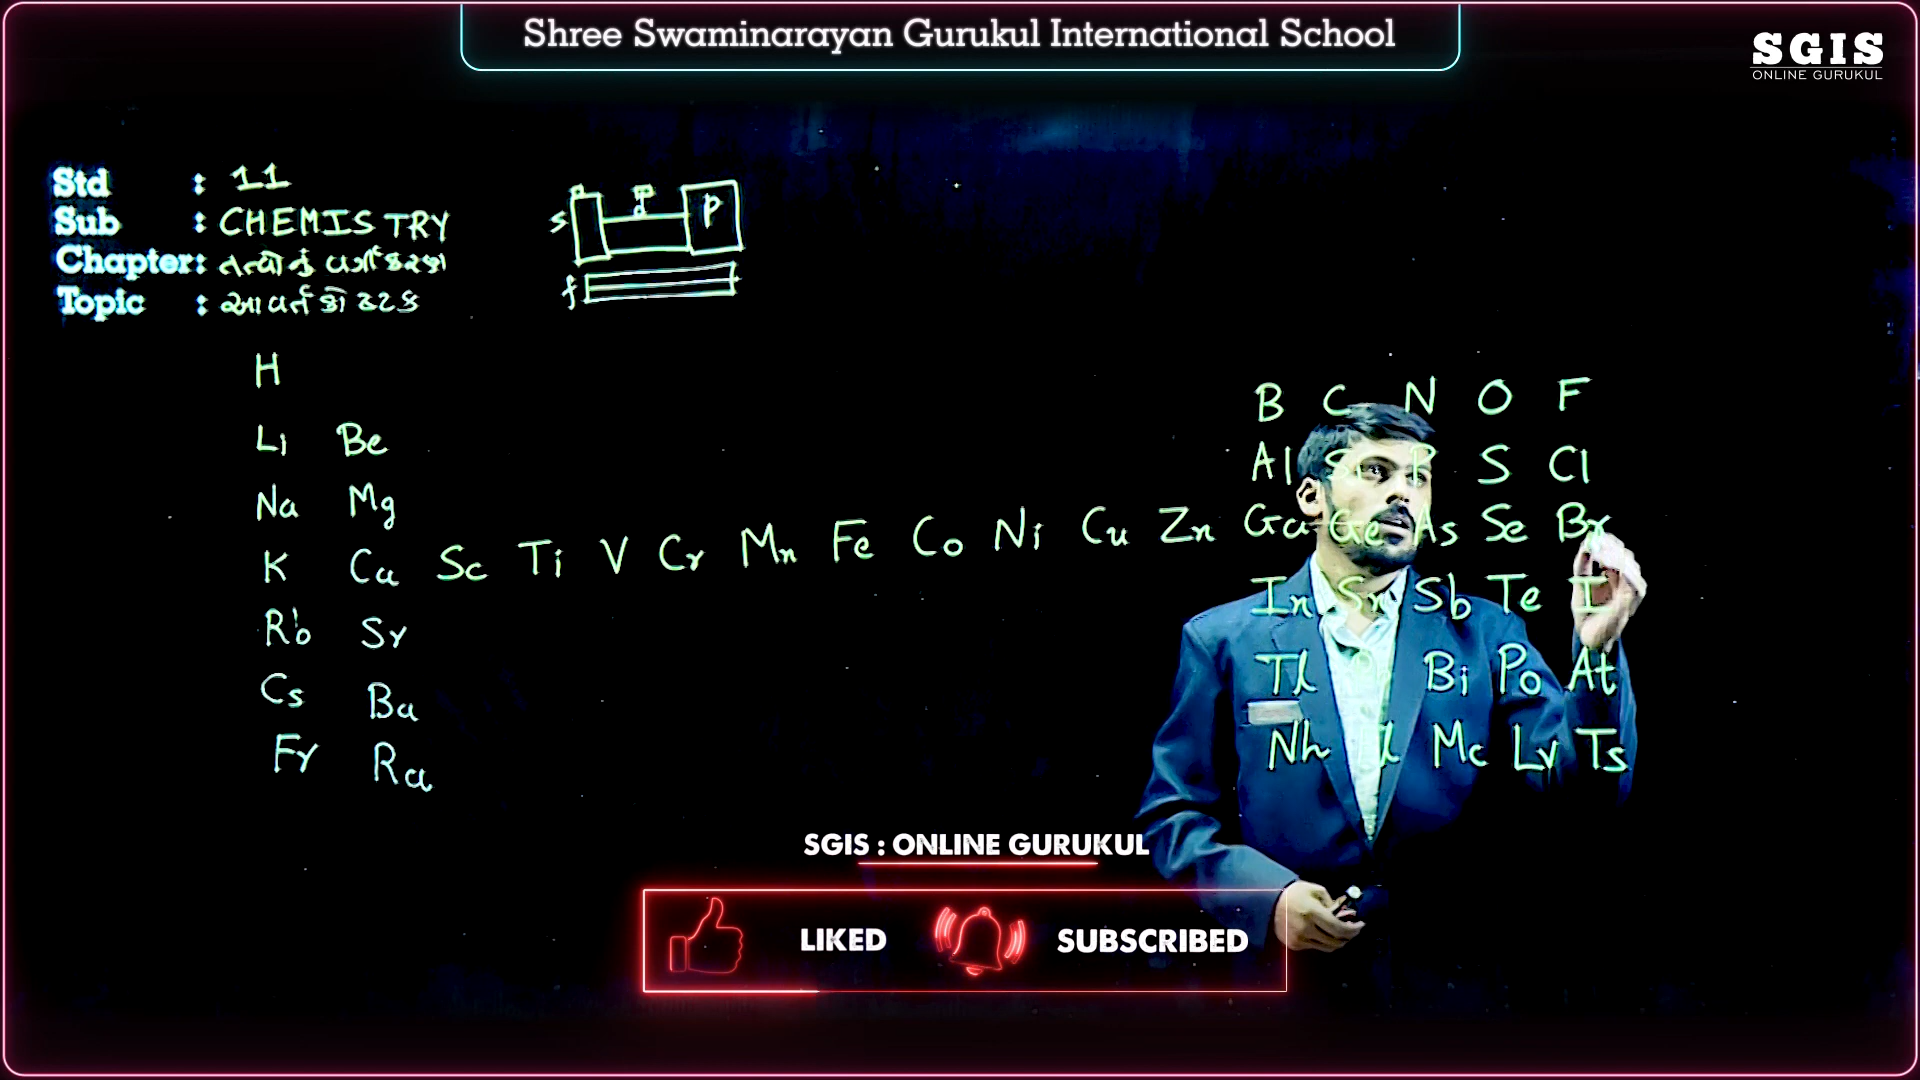 Shree Swaminarayan Gurukul International School
SGIS
ONLINE GURUKUL
Std : 11
Sub : CHEMISTRY
Chapter: તત્વોનું વર્ગીકરણ
Topic : આવર્ત કોષ્ટક
s d p
f
H
B C N O F
Li Be
Al Si P S Cl
Na Mg
K Ca Sc Ti V Cr Mn Fe Co Ni Cu Zn Ga Ge As Se Br
Rb Sr In Sn Sb Te I
Cs Ba Tl Bi Po At
Fr Ra Nh Mc Lv Ts
SGIS : ONLINE GURUKUL
LIKED SUBSCRIBED